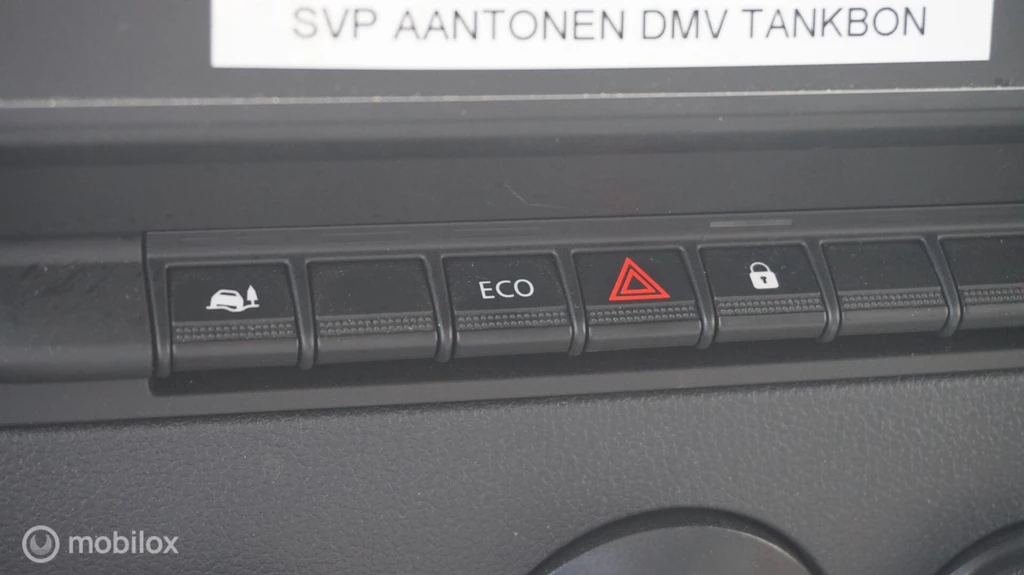 SVP AANTONEN DMV TANKBON
ECO
mobilox